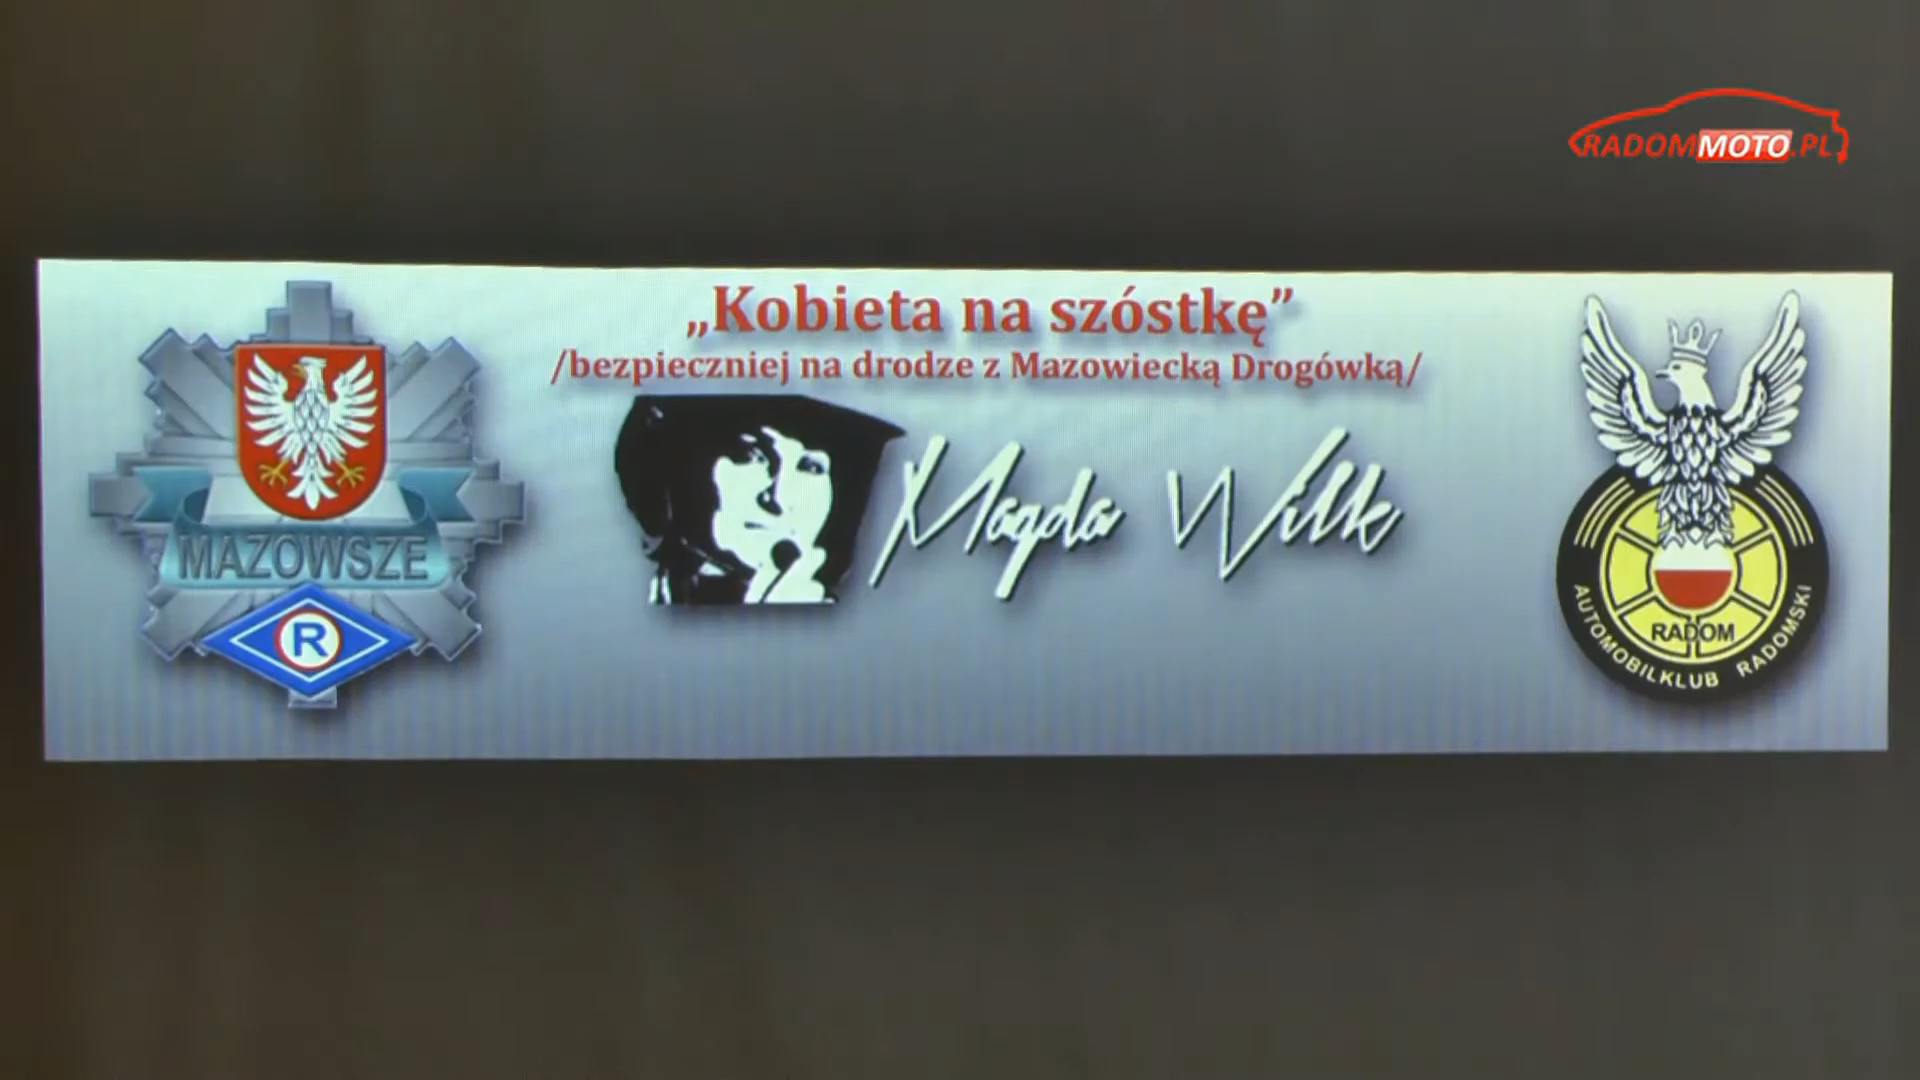 RADOMMOTO.PL
„Kobieta na szóstkę”
/bezpieczniej na drodze z Mazowiecką Drogówką/
Magda Wilk
MAZOWSZE
R
RADOM
AUTOMOBILKLUB RADOMSKI